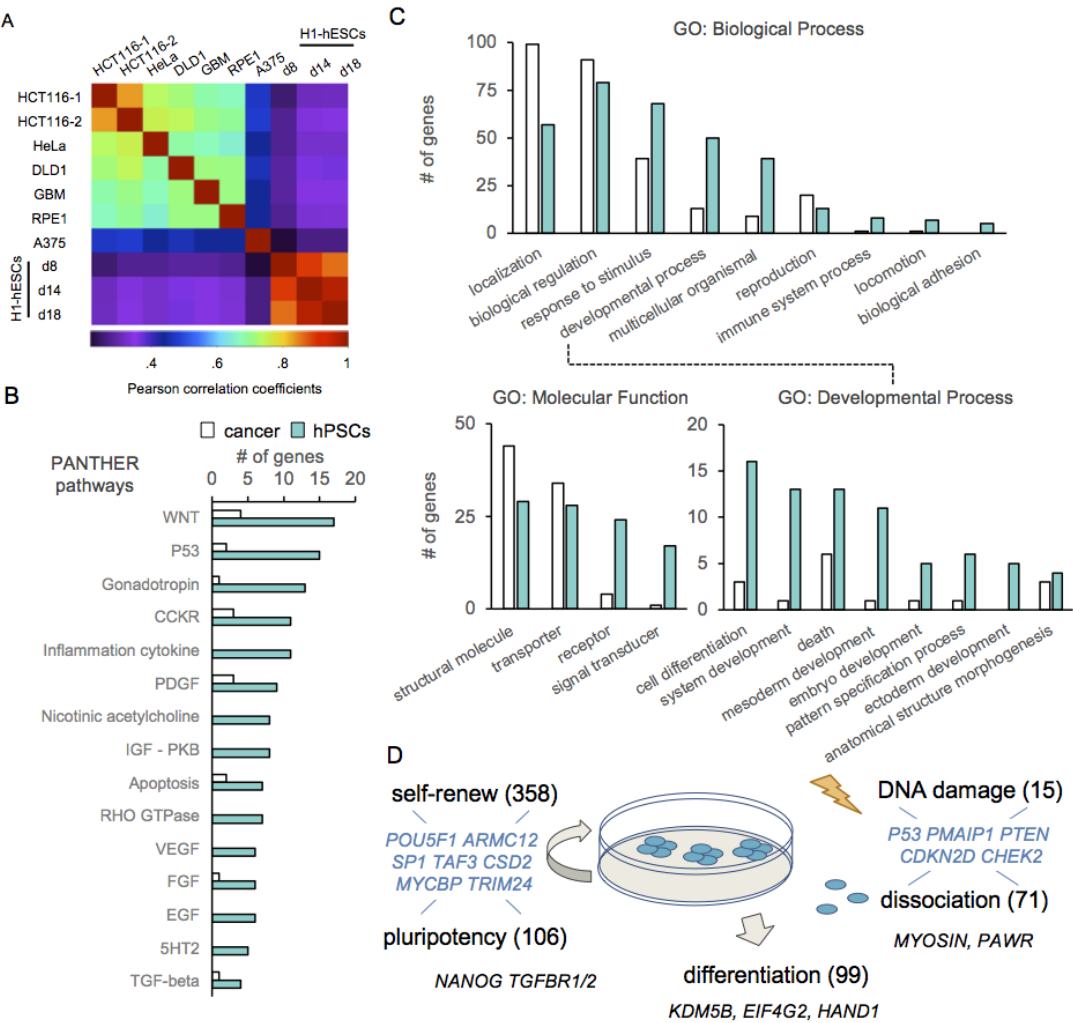 A
H1-hESCs
HCT116-1
HCT116-2
HeLa
DLD1
GBM
RPE1
A375
d8
d14
d18
HCT116-1
HCT116-2
HeLa
DLD1
GBM
RPE1
A375
H1-hESCs
d8
d14
d18
.4 .6 .8 1
Pearson correlation coefficients
B
cancer hPSCs
PANTHER
pathways
# of genes
0 5 10 15 20
WNT
P53
Gonadotropin
CCKR
Inflammation cytokine
PDGF
Nicotinic acetylcholine
IGF - PKB
Apoptosis
RHO GTPase
VEGF
FGF
EGF
5HT2
TGF-beta
C
GO: Biological Process
# of genes
100
75
50
25
0
localization
biological regulation
response to stimulus
developmental process
multicellular organismal
reproduction
immune system process
locomotion
biological adhesion
GO: Molecular Function
# of genes
50
25
0
structural molecule
transporter
receptor
signal transducer
GO: Developmental Process
20
15
10
5
0
cell differentiation
system development
death
mesoderm development
embryo development
pattern specification process
ectoderm development
anatomical structure morphogenesis
D
self-renew (358)
POU5F1 ARMC12
SP1 TAF3 CSD2
MYCBP TRIM24
pluripotency (106)
NANOG TGFBR1/2
differentiation (99)
KDM5B, EIF4G2, HAND1
DNA damage (15)
P53 PMAIP1 PTEN
CDKN2D CHEK2
dissociation (71)
MYOSIN, PAWR